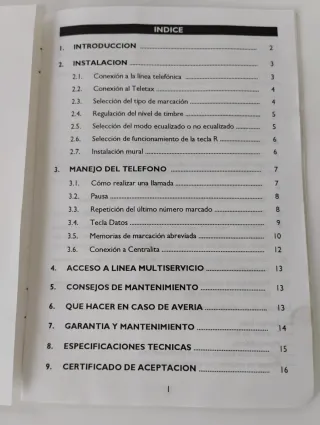 INDICE
1. INTRODUCCION 2
2. INSTALACION 3
2.1. Conexión a la línea telefónica 3
2.2. Conexión al Teletax 4
2.3. Selección del tipo de marcación 4
2.4. Regulación del nivel de timbre 5
2.5. Selección del modo ecualizado o no ecualizado 5
2.6. Selección de funcionamiento de la tecla R 6
2.7. Instalación mural 6
3. MANEJO DEL TELEFONO 7
3.1. Cómo realizar una llamada 7
3.2. Pausa 8
3.3. Repetición del último número marcado 8
3.4. Tecla Datos 9
3.5. Memorias de marcación abreviada 10
3.6. Conexión a Centralita 12
4. ACCESO A LINEA MULTISERVICIO 13
5. CONSEJOS DE MANTENIMIENTO 13
6. QUE HACER EN CASO DE AVERIA 13
7. GARANTIA Y MANTENIMIENTO 14
8. ESPECIFICACIONES TECNICAS 15
9. CERTIFICADO DE ACEPTACION 16
1